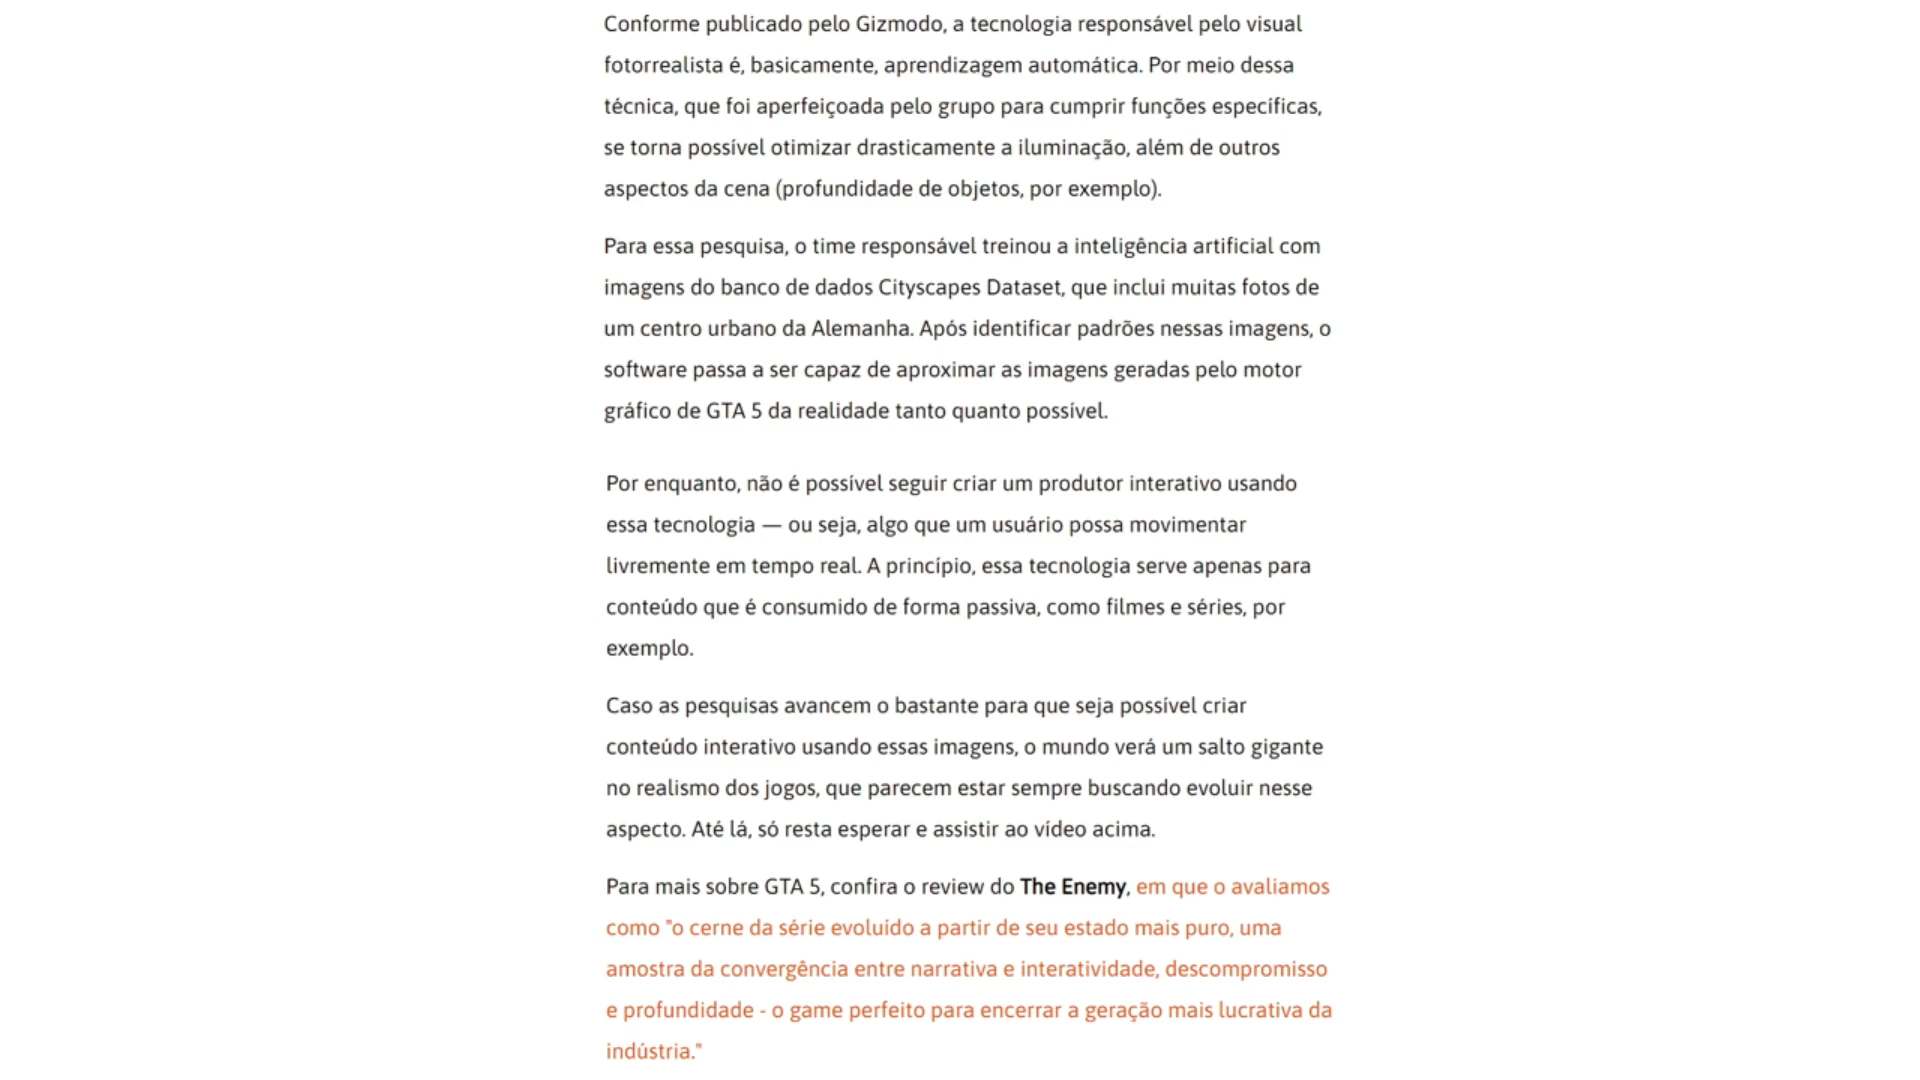 Conforme publicado pelo Gizmodo, a tecnologia responsável pelo visual
fotorrealista é, basicamente, aprendizagem automática. Por meio dessa
técnica, que foi aperfeiçoada pelo grupo para cumprir funções específicas,
se torna possível otimizar drasticamente a iluminação, além de outros
aspectos da cena (profundidade de objetos, por exemplo).
Para essa pesquisa, o time responsável treinou a inteligência artificial com
imagens do banco de dados Cityscapes Dataset, que inclui muitas fotos de
um centro urbano da Alemanha. Após identificar padrões nessas imagens, o
software passa a ser capaz de aproximar as imagens geradas pelo motor
gráfico de GTA 5 da realidade tanto quanto possível.
Por enquanto, não é possível seguir criar um produtor interativo usando
essa tecnologia — ou seja, algo que um usuário possa movimentar
livremente em tempo real. A princípio, essa tecnologia serve apenas para
conteúdo que é consumido de forma passiva, como filmes e séries, por
exemplo.
Caso as pesquisas avancem o bastante para que seja possível criar
conteúdo interativo usando essas imagens, o mundo verá um salto gigante
no realismo dos jogos, que parecem estar sempre buscando evoluir nesse
aspecto. Até lá, só resta esperar e assistir ao vídeo acima.
Para mais sobre GTA 5, confira o review do The Enemy, em que o avaliamos
como "o cerne da série evoluído a partir de seu estado mais puro, uma
amostra da convergência entre narrativa e interatividade, descompromisso
e profundidade - o game perfeito para encerrar a geração mais lucrativa da
indústria."